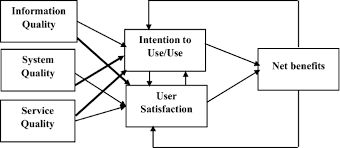 Information
Quality
System
Quality
Service
Quality
Intention to
Use/Use
User
Satisfaction
Net benefits